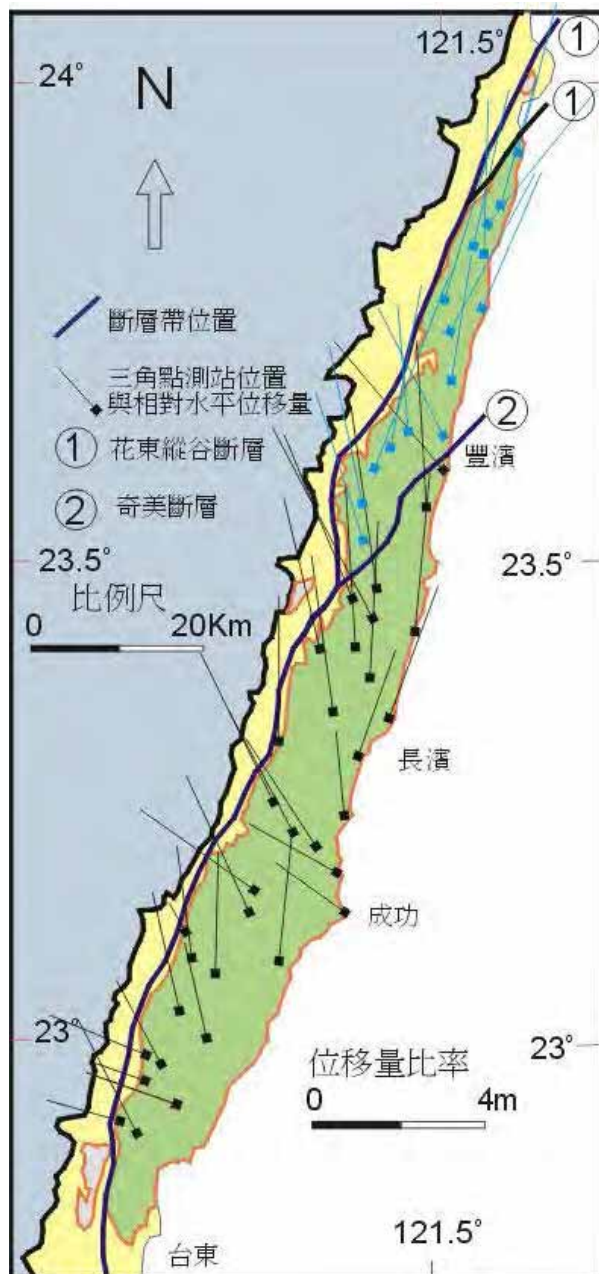 121.5°
①
24°
①
N
斷層帶位置
三角點測站位置
與相對水平位移量
① 花東縱谷斷層
②
豐濱
② 奇美斷層
23.5°
23.5°
比例尺
0 20Km
長濱
成功
23°
23°
位移量比率
0 4m
121.5°
台東